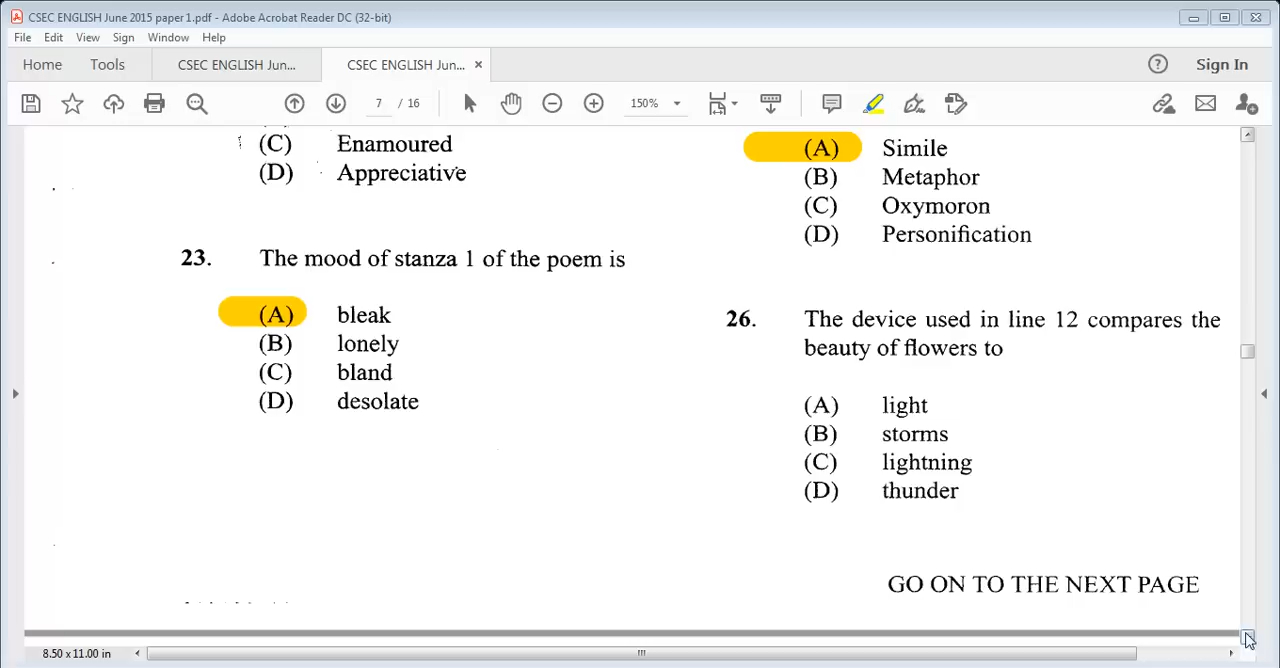 CSEC ENGLISH June 2015 paper 1.pdf - Adobe Acrobat Reader DC (32-bit)
File Edit View Sign Window Help
Home Tools CSEC ENGLISH Jun... CSEC ENGLISH Jun... × Sign In
7 / 16 150%
(C) Enamoured
(D) Appreciative
23. The mood of stanza 1 of the poem is
(A) bleak
(B) lonely
(C) bland
(D) desolate
(A) Simile
(B) Metaphor
(C) Oxymoron
(D) Personification
26. The device used in line 12 compares the
beauty of flowers to
(A) light
(B) storms
(C) lightning
(D) thunder
GO ON TO THE NEXT PAGE
8.50 x 11.00 in